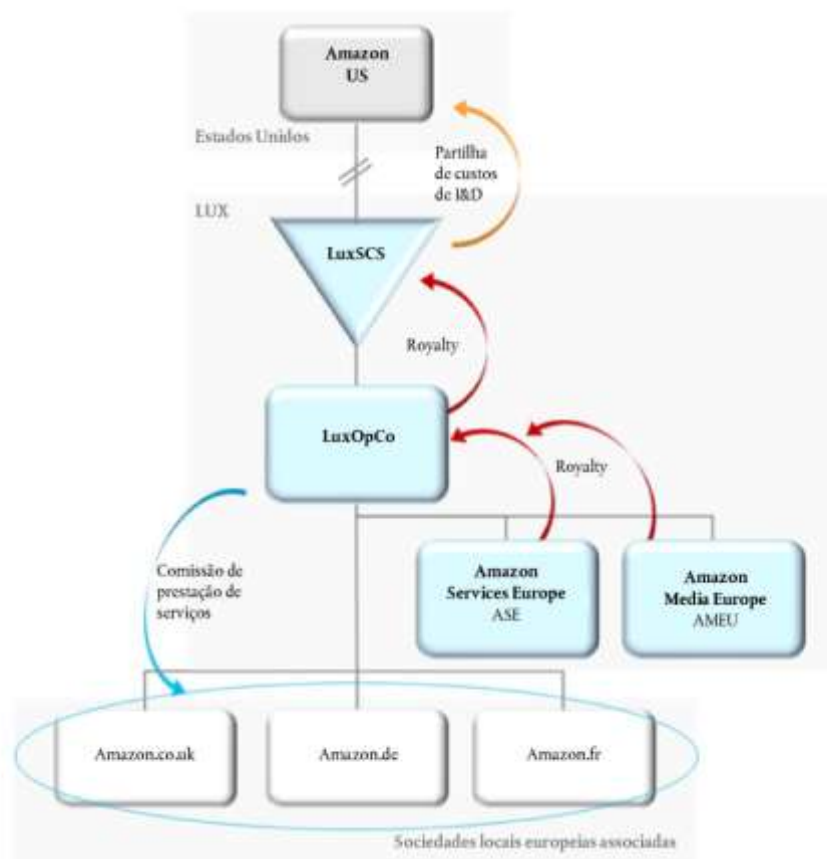 Amazon
US
Estados Unidos
Partilha
de custos
de I&D
LUX
LuxSCS
Royalty
LuxOpCo
Royalty
Comissão de
prestação de
serviços
Amazon
Services Europe
ASE
Amazon
Media Europe
AMEU
Amazon.co.uk
Amazon.de
Amazon.fr
Sociedades locais europeias associadas